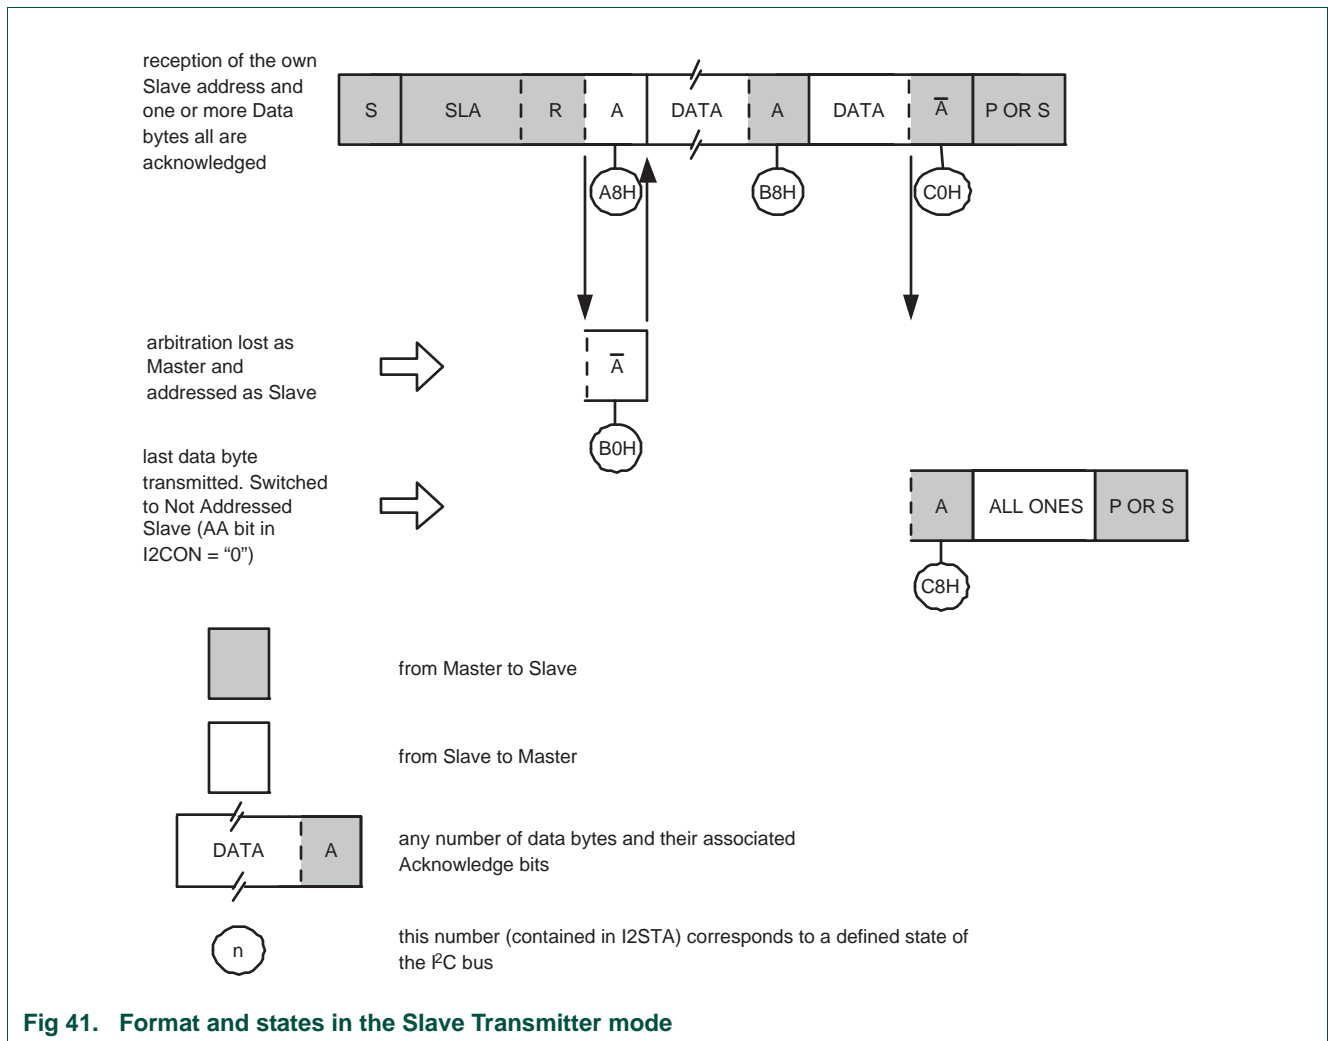 reception of the own
Slave address and
one or more Data
bytes all are
acknowledged
S SLA R A DATA A DATA A̅ P OR S
A8H B8H C0H
arbitration lost as
Master and
addressed as Slave
A̅
B0H
last data byte
transmitted. Switched
to Not Addressed
Slave (AA bit in
I2CON = “0”)
A ALL ONES P OR S
C8H
from Master to Slave
from Slave to Master
DATA A
any number of data bytes and their associated
Acknowledge bits
n
this number (contained in I2STA) corresponds to a defined state of
the I²C bus
Fig 41. Format and states in the Slave Transmitter mode